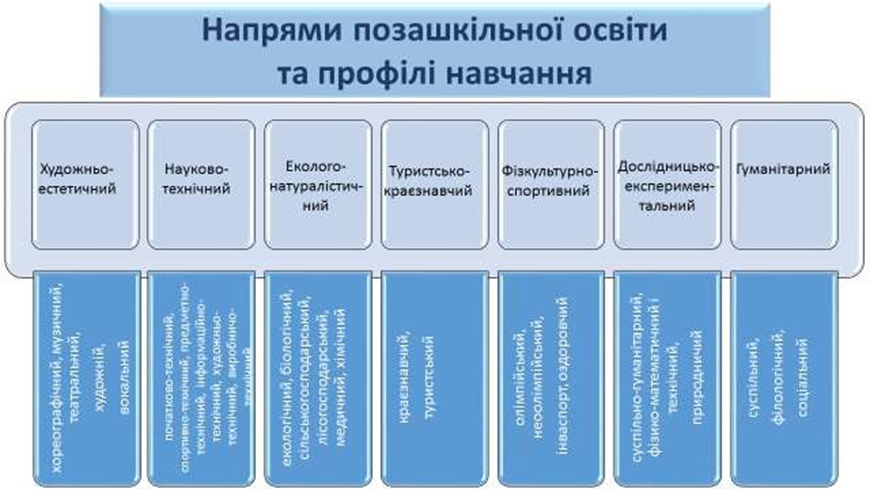 Напрями позашкільної освіти
та профілі навчання
Художньо-
естетичний
Науково-
технічний
Еколого-
натуралістич-
ний
Туристсько-
краєзнавчий
Фізкультурно-
спортивний
Дослідницько-
експеримен-
тальний
Гуманітарний
хореографічний, музичний,
театральний,
художній,
вокальний
початково-технічний,
спортивно-технічний, предметно-
технічний, інформаційно-
технічний, художньо-
технічний, виробничо-
технічний
екологічний, біологічний,
сільськогосподарський,
лісогосподарський,
медичний, хімічний
краєзнавчий,
туристський
олімпійський,
неоолімпійський,
інваспорт, оздоровчий
суспільно-гуманітарний,
фізико-математичний і
технічний,
природничий
суспільний,
філологічний,
соціальний